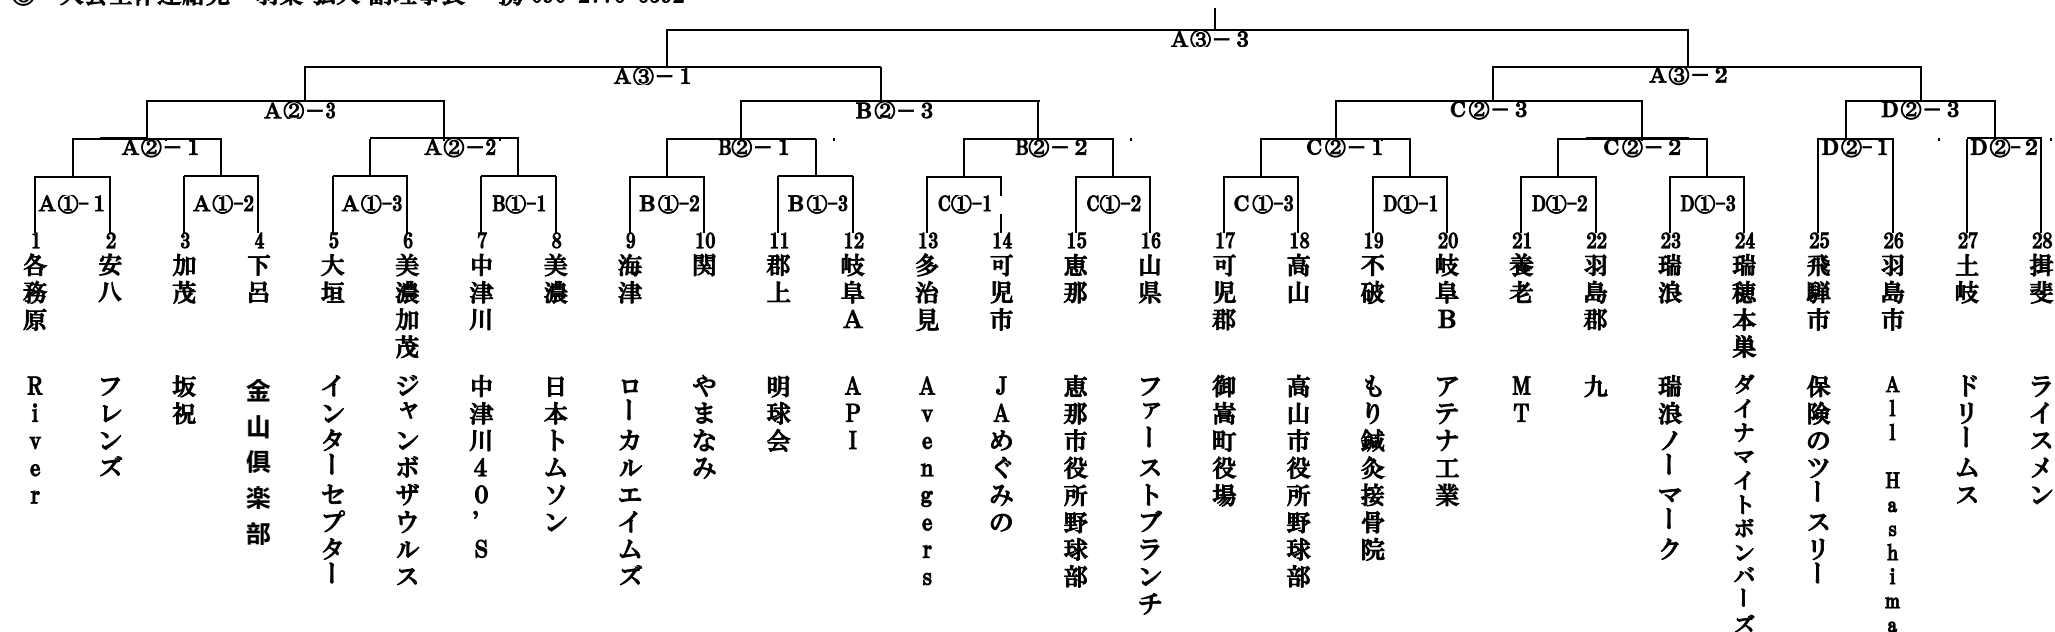 A③－3
A③－1
A③－2
A②－3
B②－3
C②－3
D②－3
A②－1
A②－2
B②－1
B②－2
C②－1
C②－2
D②-1
D②-2
A①-1
A①-2
A①-3
B①-1
B①-2
B①-3
C①-1
C①-2
C①-3
D①-1
D①-2
D①-3
1 各務原 River
2 安八 フレンズ
3 加茂 坂祝
4 下呂 金山倶楽部
5 大垣 インターセプター
6 美濃加茂 ジャンボザウルス
7 中津川 中津川４０’Ｓ
8 美濃 日本トムソン
9 海津 ローカルエイムズ
10 関 やまなみ
11 郡上 明球会
12 岐阜A API
13 多治見 Avengers
14 可児市 JAめぐみの
15 恵那 恵那市役所野球部
16 山県 ファーストブランチ
17 可児郡 御嵩町役場
18 高山 高山市役所野球部
19 不破 もり鍼灸接骨院
20 岐阜B アテナ工業
21 養老 MT
22 羽島郡 九
23 瑞浪 瑞浪ノーマーク
24 瑞穂本巣 ダイナマイトボンバーズ
25 飛騨市 保険のツースリー
26 羽島市 All Hashima
27 土岐 ドリームス
28 揖斐 ライスメン